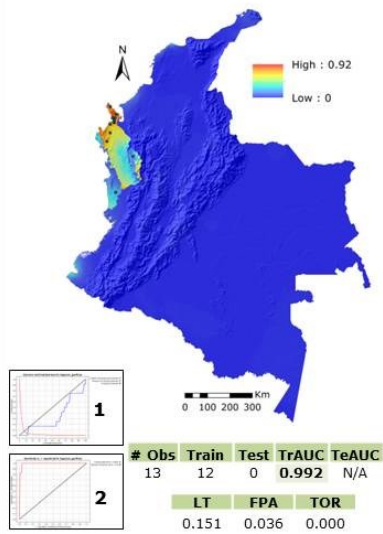 N
High : 0.92
Low : 0
Km
0 100 200 300
1
2
# Obs Train Test TrAUC TeAUC
13 12 0 0.992 N/A
LT FPA TOR
0.151 0.036 0.000